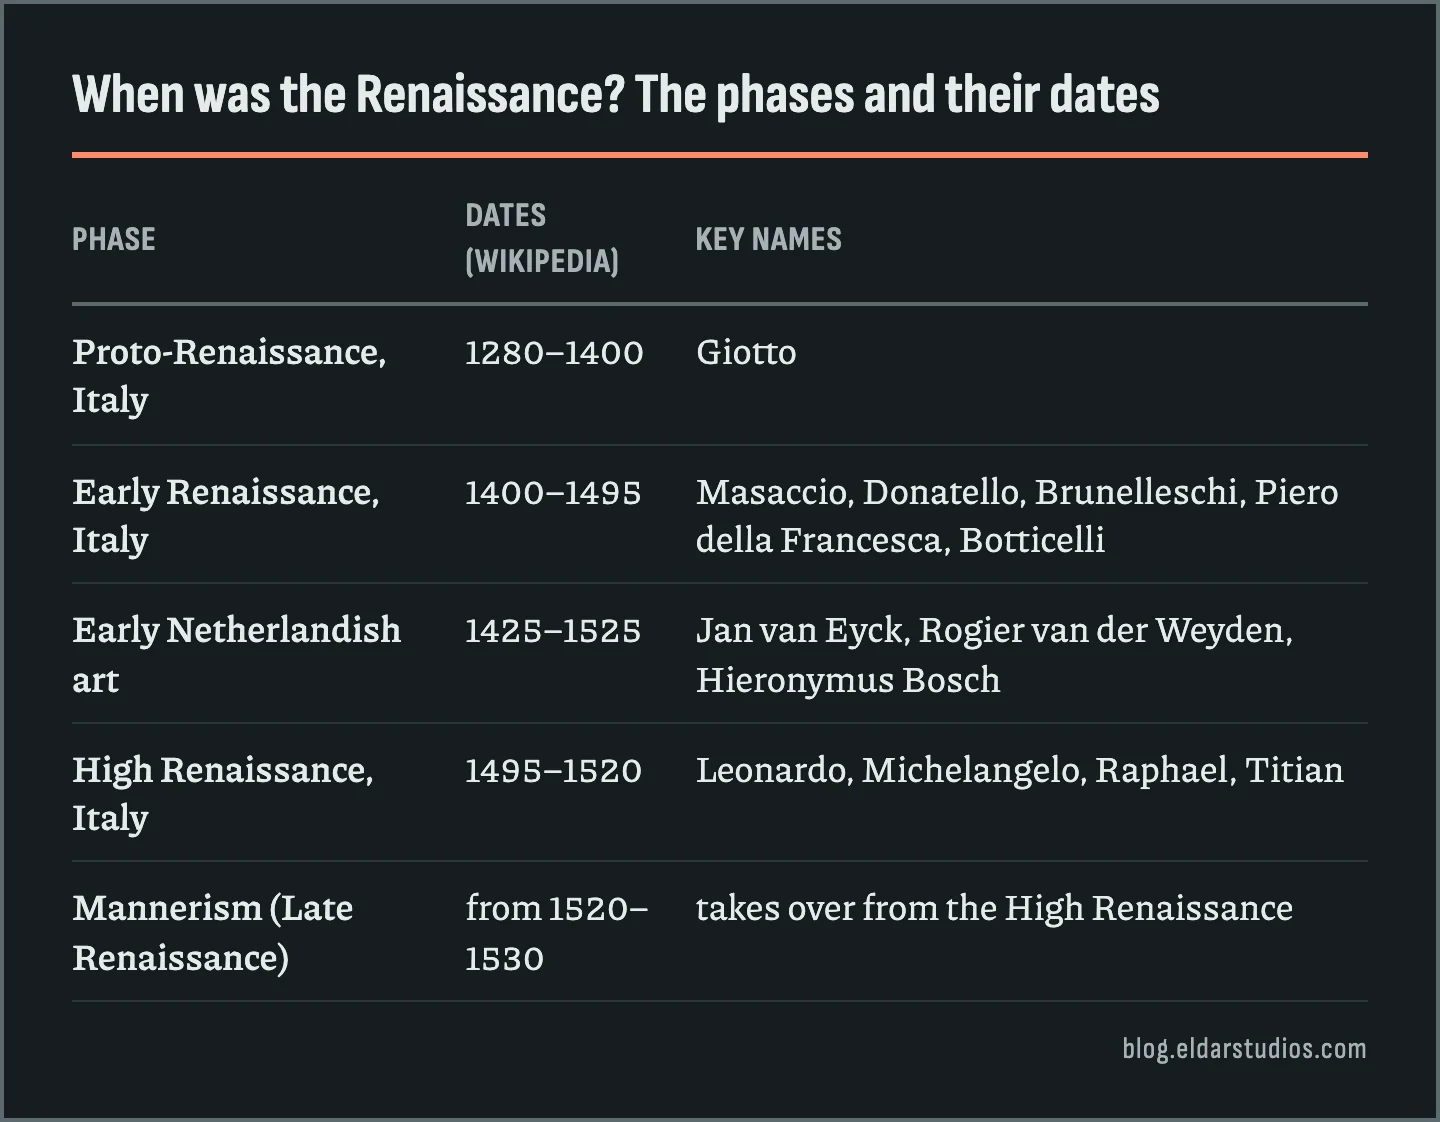 When was the Renaissance? The phases and their dates
PHASE
DATES
(WIKIPEDIA)
KEY NAMES
Proto-Renaissance,
Italy
1280–1400
Giotto
Early Renaissance,
Italy
1400–1495
Masaccio, Donatello, Brunelleschi, Piero
della Francesca, Botticelli
Early Netherlandish
art
1425–1525
Jan van Eyck, Rogier van der Weyden,
Hieronymus Bosch
High Renaissance,
Italy
1495–1520
Leonardo, Michelangelo, Raphael, Titian
Mannerism (Late
Renaissance)
from 1520–
1530
takes over from the High Renaissance
blog.eldarstudios.com